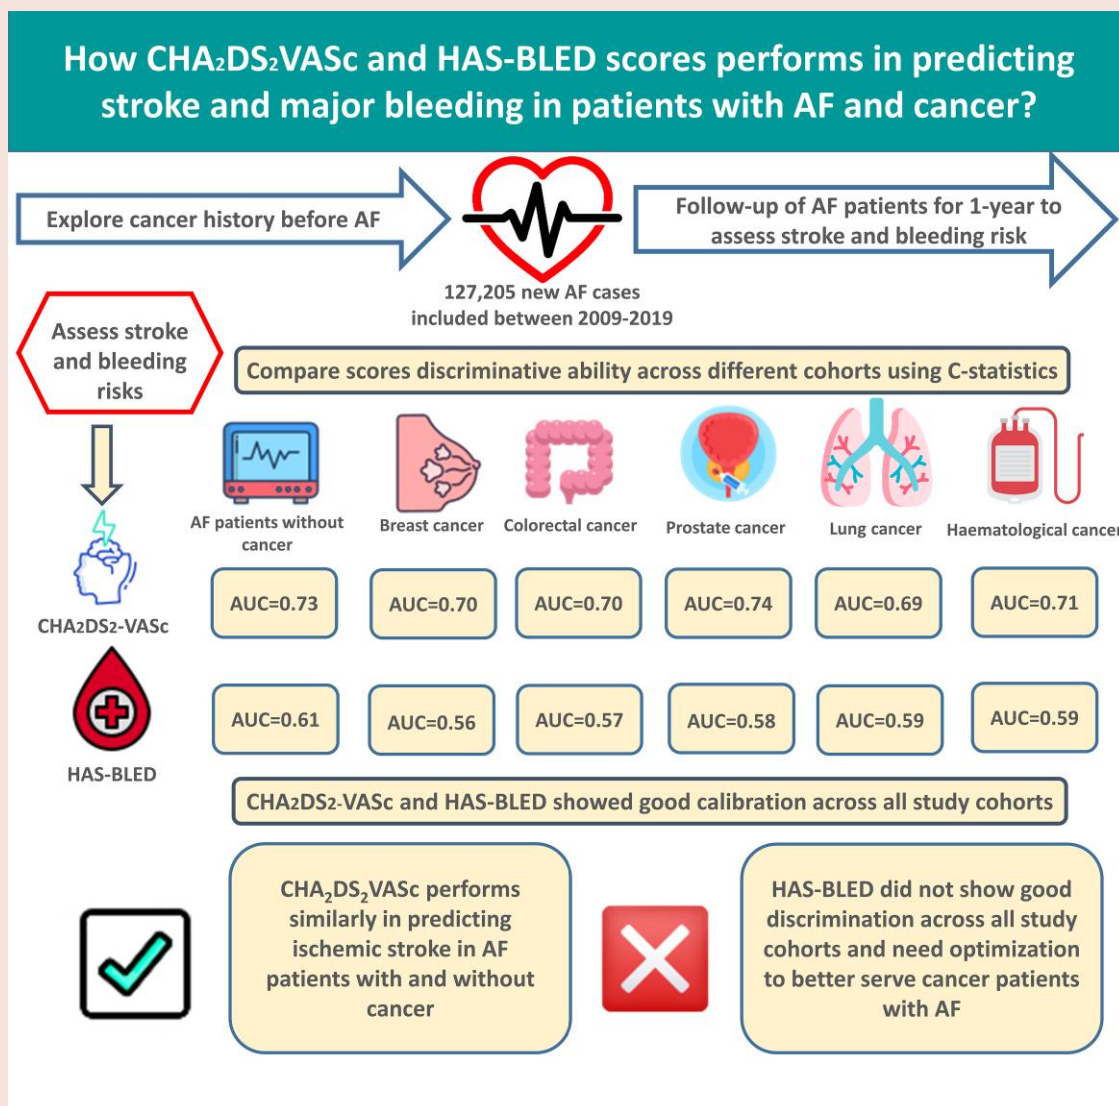 How CHA₂DS₂VASc and HAS-BLED scores performs in predicting
stroke and major bleeding in patients with AF and cancer?
Explore cancer history before AF
Follow-up of AF patients for 1-year to
assess stroke and bleeding risk
127,205 new AF cases
included between 2009-2019
Assess stroke
and bleeding
risks
Compare scores discriminative ability across different cohorts using C-statistics
AF patients without
cancer
Breast cancer
Colorectal cancer
Prostate cancer
Lung cancer
Haematological cancer
CHA₂DS₂-VASc
AUC=0.73
AUC=0.70
AUC=0.70
AUC=0.74
AUC=0.69
AUC=0.71
HAS-BLED
AUC=0.61
AUC=0.56
AUC=0.57
AUC=0.58
AUC=0.59
AUC=0.59
CHA₂DS₂-VASc and HAS-BLED showed good calibration across all study cohorts
CHA₂DS₂VASc performs
similarly in predicting
ischemic stroke in AF
patients with and without
cancer
HAS-BLED did not show good
discrimination across all study
cohorts and need optimization
to better serve cancer patients
with AF